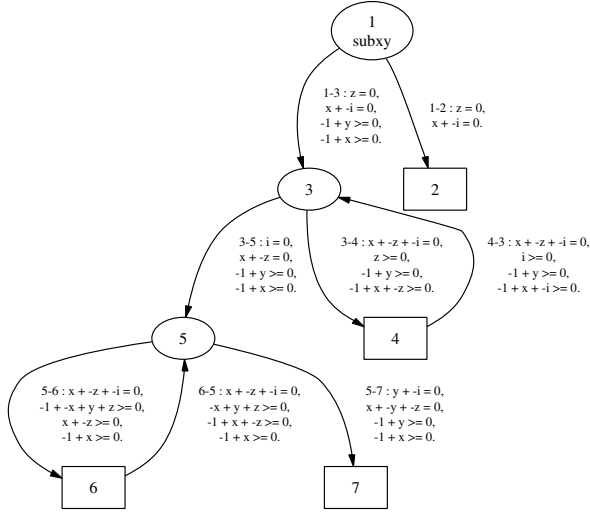 1
subxy
1-3 : z = 0,
x + -i = 0,
-1 + y >= 0,
-1 + x >= 0.
1-2 : z = 0,
x + -i = 0.
3
2
3-5 : i = 0,
x + -z = 0,
-1 + y >= 0,
-1 + x >= 0.
3-4 : x + -z + -i = 0,
z >= 0,
-1 + y >= 0,
-1 + x + -z >= 0.
4-3 : x + -z + -i = 0,
i >= 0,
-1 + y >= 0,
-1 + x + -i >= 0.
5
4
5-6 : x + -z + -i = 0,
-1 + -x + y + z >= 0,
x + -z >= 0,
-1 + x >= 0.
6-5 : x + -z + -i = 0,
-x + y + z >= 0,
-1 + x + -z >= 0,
-1 + x >= 0.
5-7 : y + -i = 0,
x + -y + -z = 0,
-1 + y >= 0,
-1 + x >= 0.
6
7